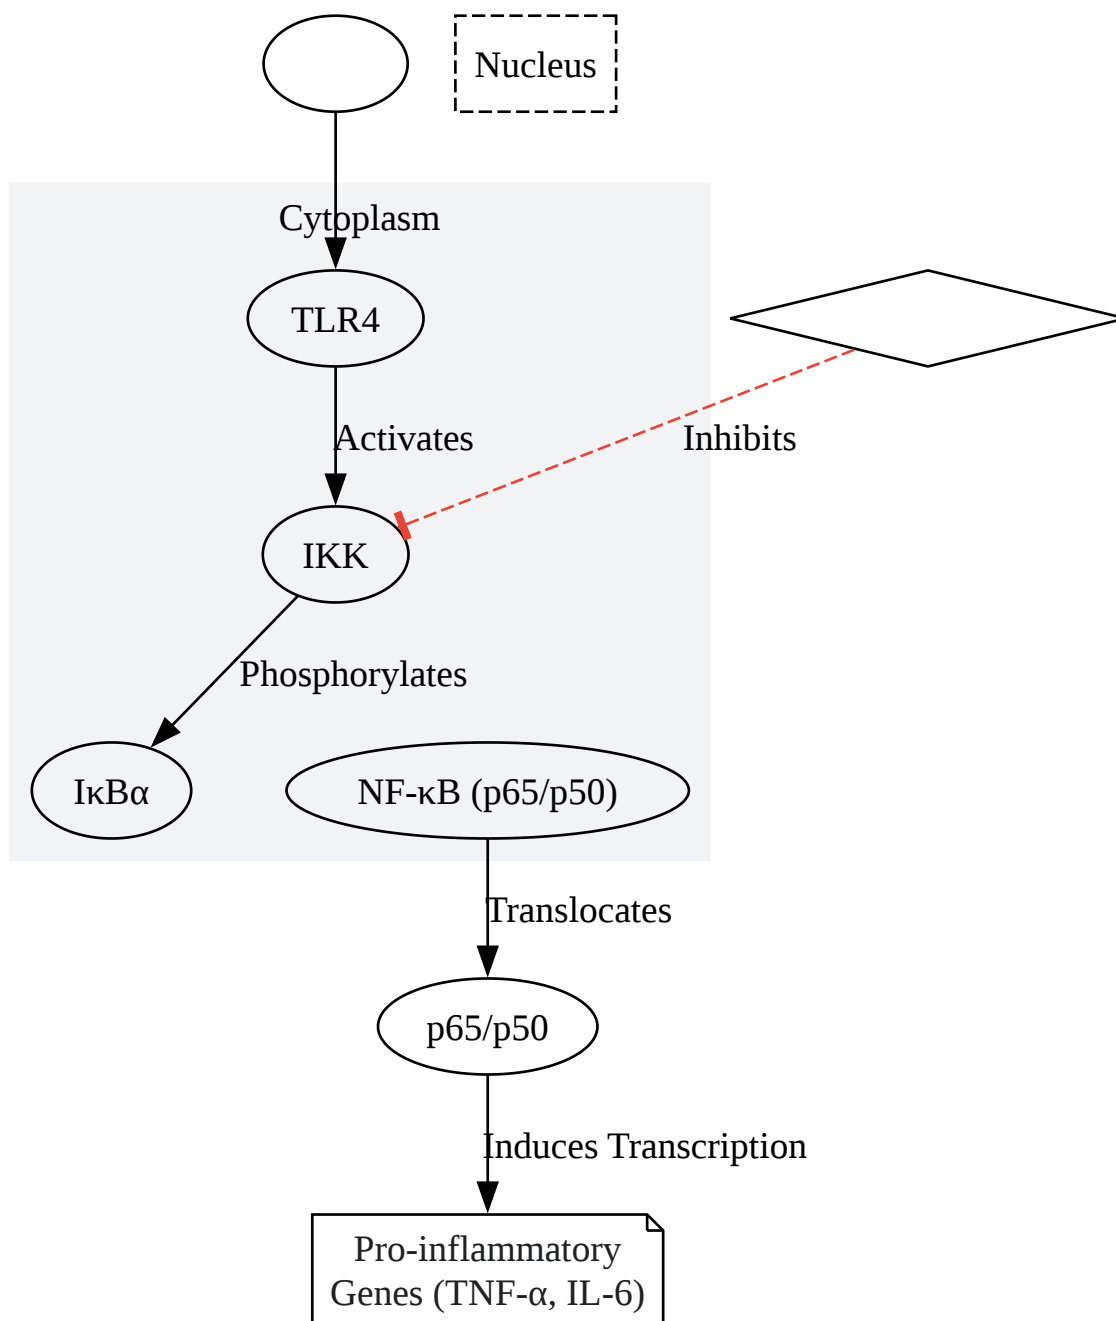 Nucleus
Cytoplasm
TLR4
Activates
Inhibits
IKK
Phosphorylates
IκBα
NF-κB (p65/p50)
Translocates
p65/p50
Induces Transcription
Pro-inflammatory
Genes (TNF-α, IL-6)